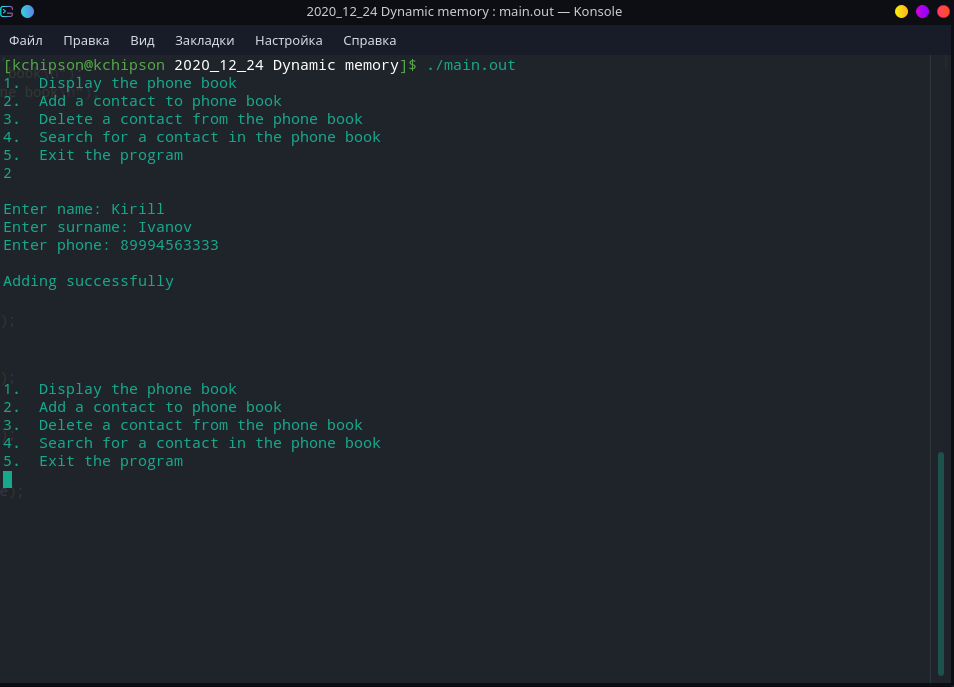 2020_12_24 Dynamic memory : main.out — Konsole
Файл Правка Вид Закладки Настройка Справка
[kchipson@kchipson 2020_12_24 Dynamic memory]$ ./main.out
1.  Display the phone book
2.  Add a contact to phone book
3.  Delete a contact from the phone book
4.  Search for a contact in the phone book
5.  Exit the program
2
Enter name: Kirill
Enter surname: Ivanov
Enter phone: 89994563333
Adding successfully
);
);
1.  Display the phone book
2.  Add a contact to phone book
3.  Delete a contact from the phone book
4.  Search for a contact in the phone book
5.  Exit the program
e);